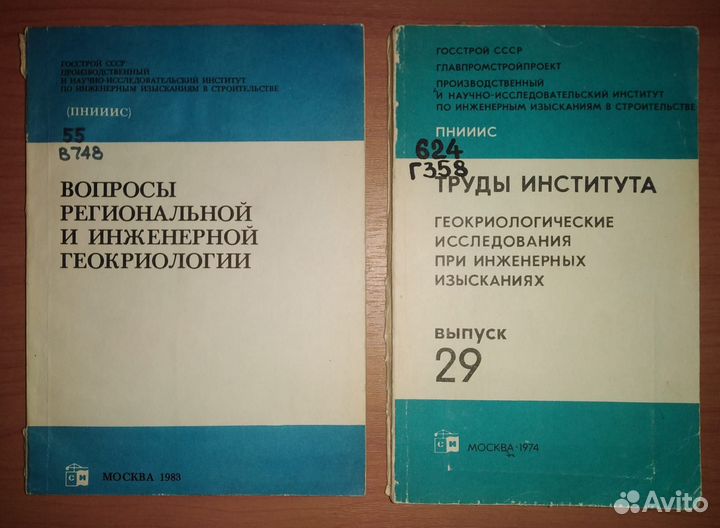 ГОССТРОЙ СССР
ПРОИЗВОДСТВЕННЫЙ
И НАУЧНО-ИССЛЕДОВАТЕЛЬСКИЙ ИНСТИТУТ
ПО ИНЖЕНЕРНЫМ ИЗЫСКАНИЯМ В СТРОИТЕЛЬСТВЕ
(ПНИИИС)
55
В748
ВОПРОСЫ
РЕГИОНАЛЬНОЙ
И ИНЖЕНЕРНОЙ
ГЕОКРИОЛОГИИ
СИ
МОСКВА 1983
ГОССТРОЙ СССР
ГЛАВПРОМСТРОЙПРОЕКТ
ПРОИЗВОДСТВЕННЫЙ
И НАУЧНО-ИССЛЕДОВАТЕЛЬСКИЙ ИНСТИТУТ
ПО ИНЖЕНЕРНЫМ ИЗЫСКАНИЯМ В СТРОИТЕЛЬСТВЕ
ПНИИИС
624
Г358
ТРУДЫ ИНСТИТУТА
ГЕОКРИОЛОГИЧЕСКИЕ
ИССЛЕДОВАНИЯ
ПРИ ИНЖЕНЕРНЫХ
ИЗЫСКАНИЯХ
ВЫПУСК
29
СИ
МОСКВА-1974
Avito